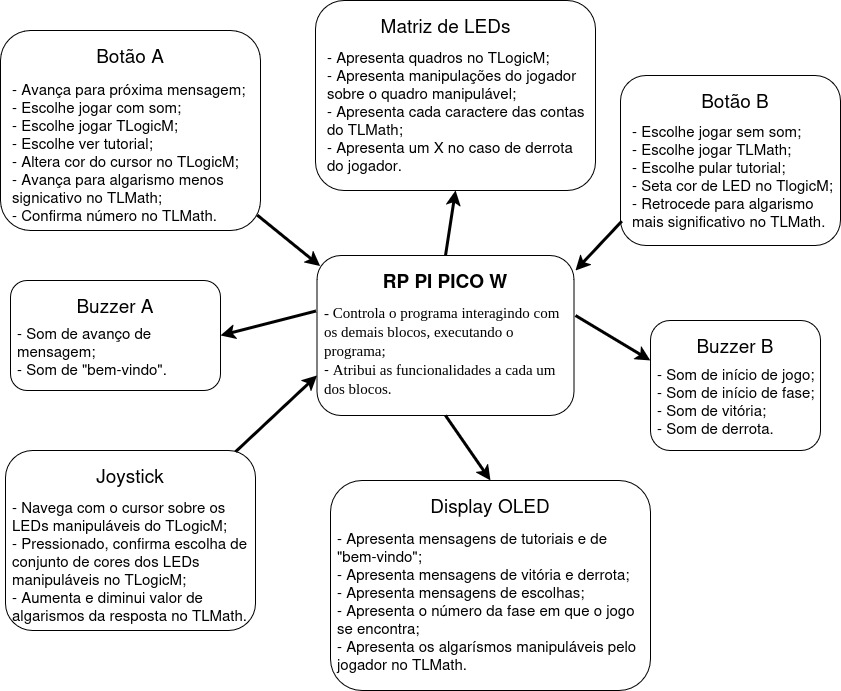 Matriz de LEDs
- Apresenta quadros no TLogicM;
- Apresenta manipulações do jogador
sobre o quadro manipulável;
- Apresenta cada caractere das contas
do TLMath;
- Apresenta um X no caso de derrota
do jogador.
Botão A
- Avança para próxima mensagem;
- Escolhe jogar com som;
- Escolhe jogar TLogicM;
- Escolhe ver tutorial;
- Altera cor do cursor no TLogicM;
- Avança para algarismo menos
signicativo no TLMath;
- Confirma número no TLMath.
Botão B
- Escolhe jogar sem som;
- Escolhe jogar TLMath;
- Escolhe pular tutorial;
- Seta cor de LED no TlogicM;
- Retrocede para algarismo
mais significativo no TLMath.
RP PI PICO W
- Controla o programa interagindo com
os demais blocos, executando o
programa;
- Atribui as funcionalidades a cada um
dos blocos.
Buzzer A
- Som de avanço de
mensagem;
- Som de "bem-vindo".
Buzzer B
- Som de início de jogo;
- Som de início de fase;
- Som de vitória;
- Som de derrota.
Joystick
- Navega com o cursor sobre os
LEDs manipuláveis do TLogicM;
- Pressionado, confirma escolha de
conjunto de cores dos LEDs
manipuláveis no TLogicM;
- Aumenta e diminui valor de
algarismos da resposta no TLMath.
Display OLED
- Apresenta mensagens de tutoriais e de
"bem-vindo";
- Apresenta mensagens de vitória e derrota;
- Apresenta mensagens de escolhas;
- Apresenta o número da fase em que o jogo
se encontra;
- Apresenta os algarísmos manipuláveis pelo
jogador no TLMath.